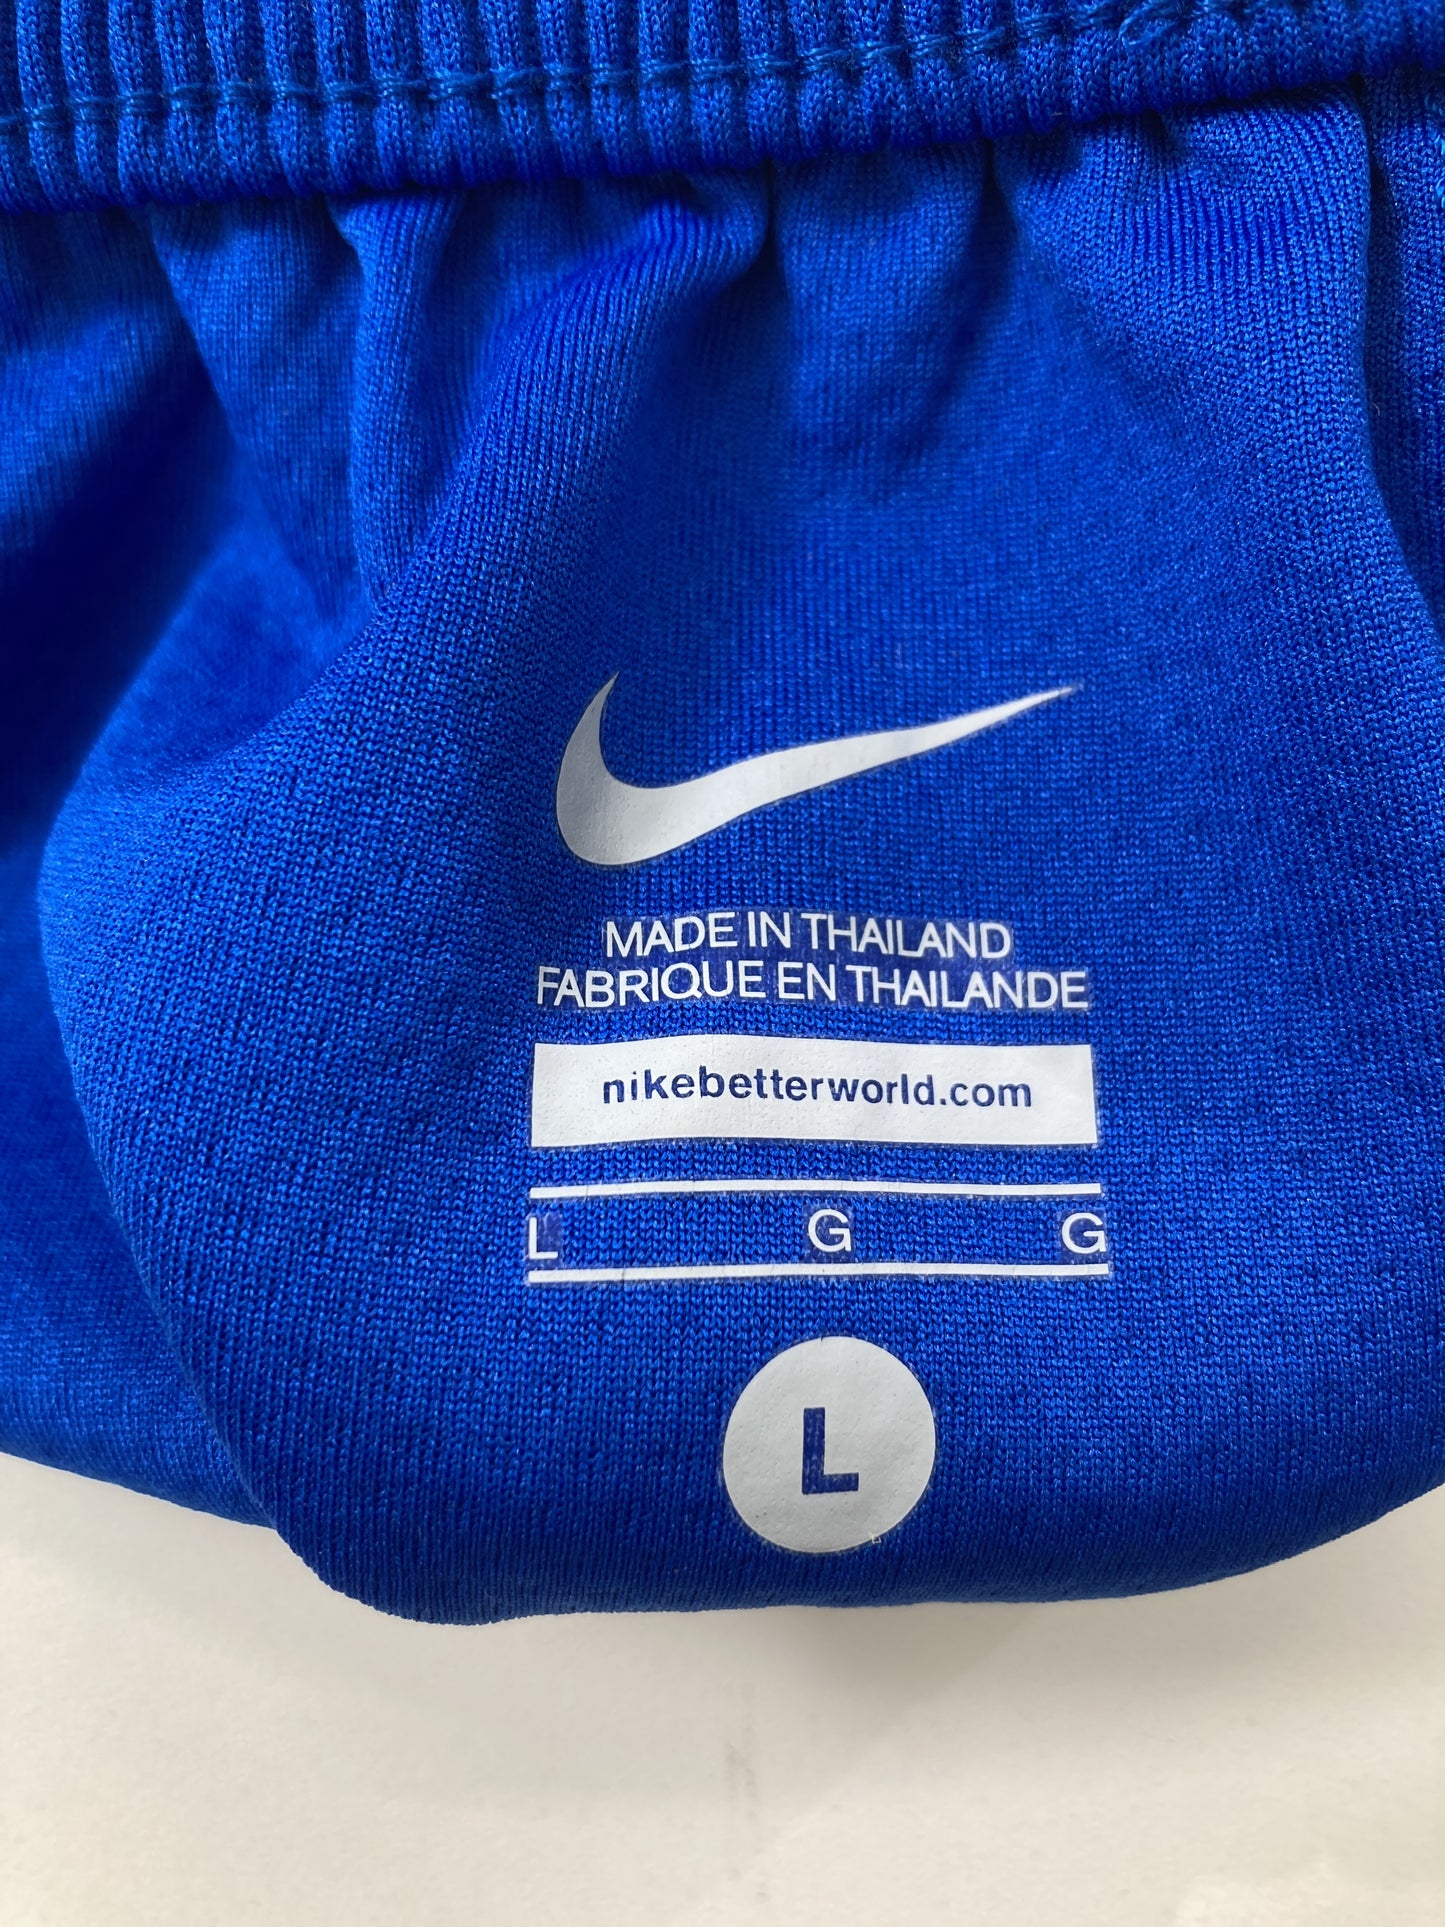 MADE IN THAILAND
FABRIQUE EN THAILANDE
nikebetterworld.com
L G G
L